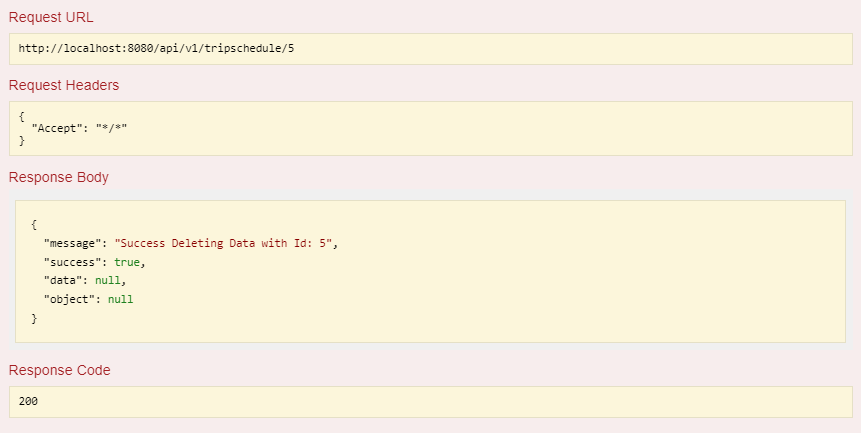 Request URL
http://localhost:8080/api/v1/tripschedule/5
Request Headers
{
  "Accept": "*/*"
}
Response Body
{
  "message": "Success Deleting Data with Id: 5",
  "success": true,
  "data": null,
  "object": null
}
Response Code
200